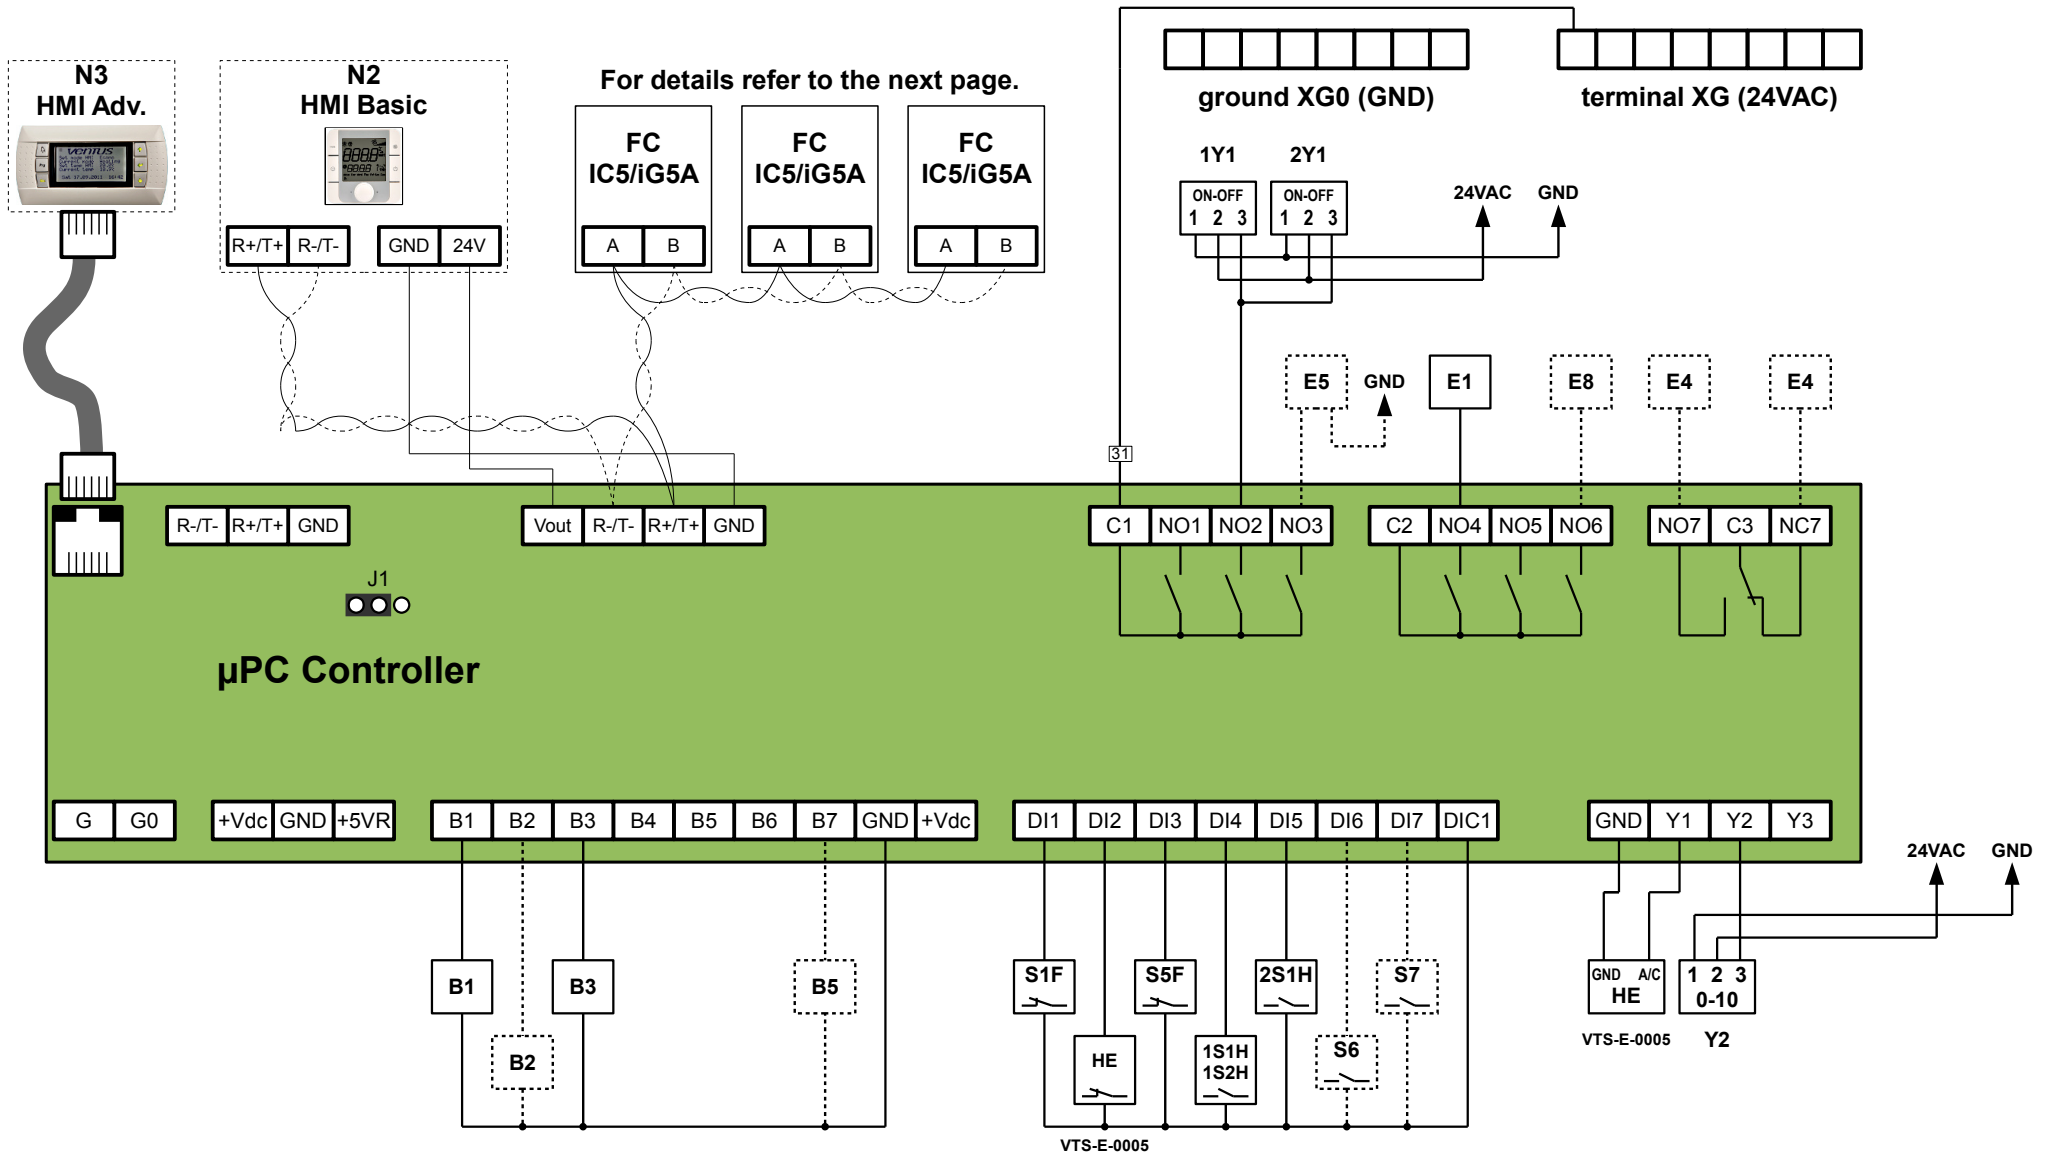 N3
HMI Adv.
VENTUS
N2
HMI Basic
R+/T+ R-/T- GND 24V
For details refer to the next page.
FC
IC5/iG5A
A B
FC
IC5/iG5A
A B
FC
IC5/iG5A
A B
ground XG0 (GND)
terminal XG (24VAC)
1Y1 2Y1
ON-OFF
1 2 3
ON-OFF
1 2 3
24VAC GND
E5 GND E1 E8 E4 E4
31
R-/T- R+/T+ GND
Vout R-/T- R+/T+ GND
C1 NO1 NO2 NO3
C2 NO4 NO5 NO6
NO7 C3 NC7
J1
µPC Controller
G G0
+Vdc GND +5VR
B1 B2 B3 B4 B5 B6 B7 GND +Vdc
DI1 DI2 DI3 DI4 DI5 DI6 DI7 DIC1
GND Y1 Y2 Y3
24VAC GND
B1 B3 B5
B2
S1F S5F 2S1H S7
HE
1S1H
1S2H
S6
VTS-E-0005
GND A/C
HE
VTS-E-0005
1 2 3
0-10
Y2